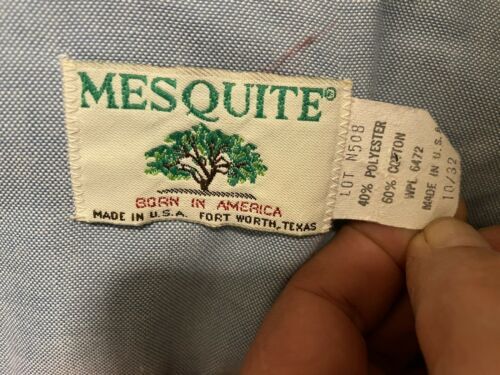 MESQUITE®
BORN IN AMERICA
MADE IN U.S.A. FORT WORTH, TEXAS
LOT N50B
40% POLYESTER
60% COTTON
WPL 6472
MADE IN U.S.A
10/32